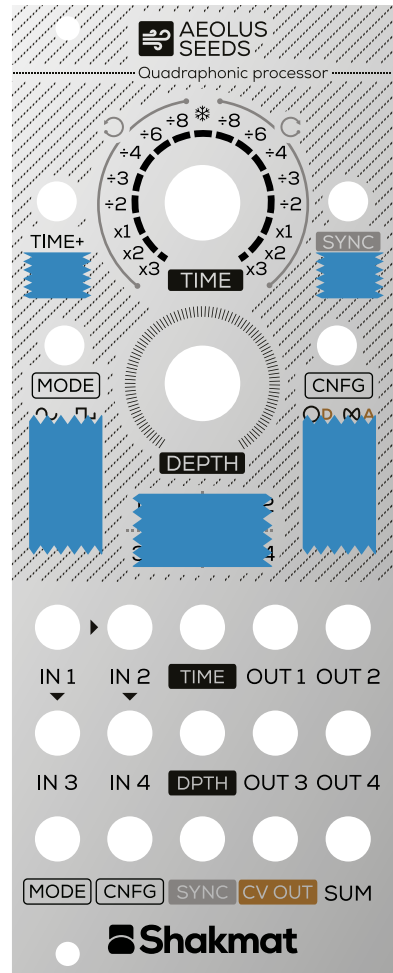 AEOLUS
SEEDS
Quadraphonic processor
÷8 ÷8
÷6 ÷6
÷4 ÷4
÷3 ÷3
÷2 ÷2
x1 x1
x2 x2
x3 x3
TIME+ SYNC
TIME
MODE CNFG
D A
DEPTH
IN 1 IN 2 TIME OUT 1 OUT 2
IN 3 IN 4 DPTH OUT 3 OUT 4
MODE CNFG SYNC CV OUT SUM
Shakmat